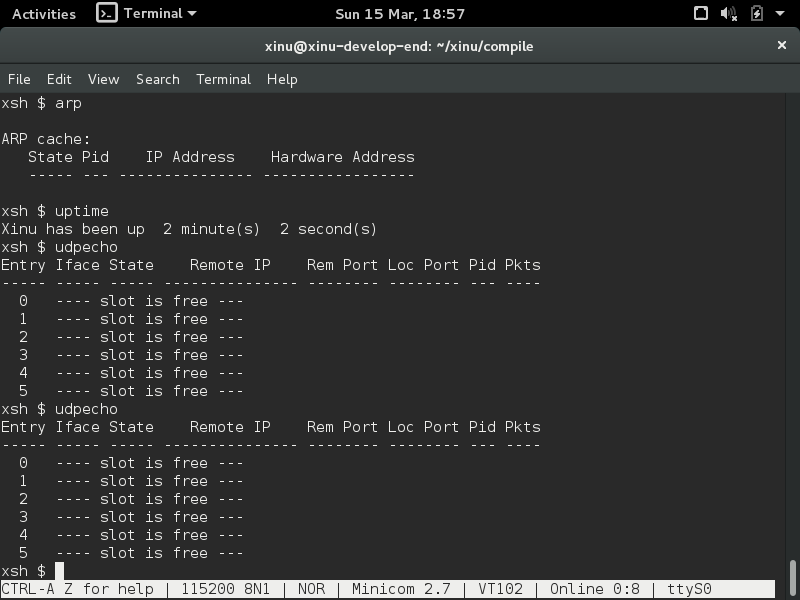 Activities Terminal Sun 15 Mar, 18:57
xinu@xinu-develop-end: ~/xinu/compile ×
File Edit View Search Terminal Help
xsh $ arp
ARP cache:
   State Pid    IP Address    Hardware Address
   ----- --- --------------- -----------------
xsh $ uptime
Xinu has been up  2 minute(s)  2 second(s)
xsh $ udpecho
Entry Iface State    Remote IP    Rem Port Loc Port Pid Pkts
----- ----- ----- --------------- -------- -------- --- ----
  0   ---- slot is free ---
  1   ---- slot is free ---
  2   ---- slot is free ---
  3   ---- slot is free ---
  4   ---- slot is free ---
  5   ---- slot is free ---
xsh $ udpecho
Entry Iface State    Remote IP    Rem Port Loc Port Pid Pkts
----- ----- ----- --------------- -------- -------- --- ----
  0   ---- slot is free ---
  1   ---- slot is free ---
  2   ---- slot is free ---
  3   ---- slot is free ---
  4   ---- slot is free ---
  5   ---- slot is free ---
xsh $
CTRL-A Z for help | 115200 8N1 | NOR | Minicom 2.7 | VT102 | Online 0:8 | ttyS0